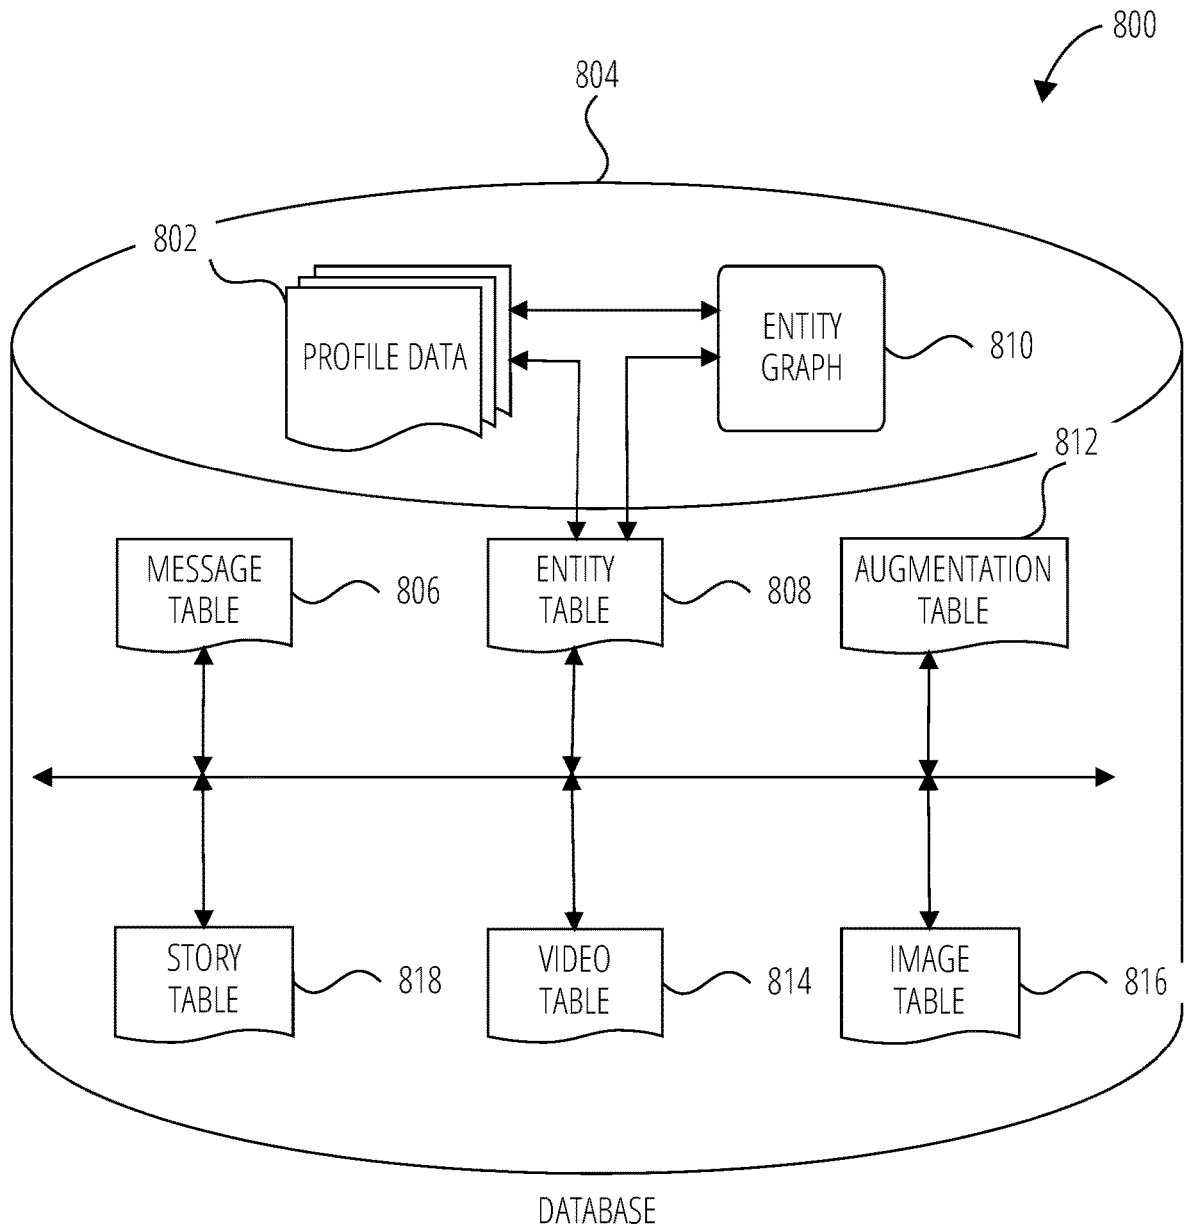 800
804
802
PROFILE DATA
ENTITY
GRAPH
810
812
MESSAGE
TABLE
806
ENTITY
TABLE
808
AUGMENTATION
TABLE
STORY
TABLE
818
VIDEO
TABLE
814
IMAGE
TABLE
816
DATABASE